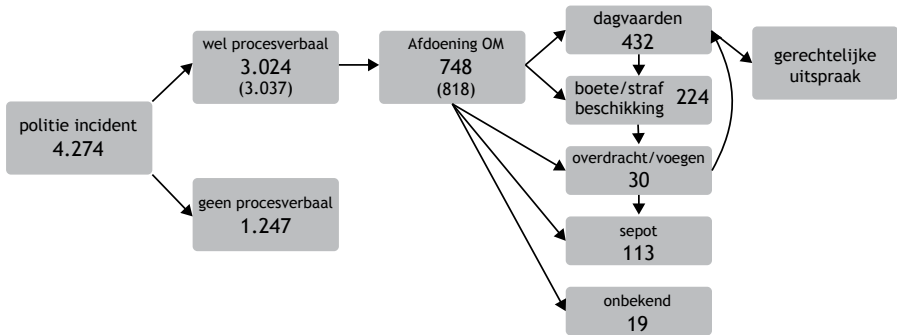 politie incident
4.274
wel procesverbaal
3.024
(3.037)
geen procesverbaal
1.247
Afdoening OM
748
(818)
dagvaarden
432
boete/straf
beschikking 224
overdracht/voegen
30
sepot
113
onbekend
19
gerechtelijke
uitspraak